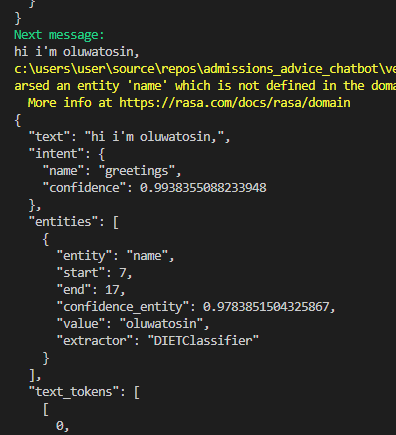 }
}
Next message:
hi i'm oluwatosin,
c:\users\user\source\repos\admissions_advice_chatbot\ve
arsed an entity 'name' which is not defined in the doma
More info at https://rasa.com/docs/rasa/domain
{
"text": "hi i'm oluwatosin,",
"intent": {
"name": "greetings",
"confidence": 0.9938355088233948
},
"entities": [
{
"entity": "name",
"start": 7,
"end": 17,
"confidence_entity": 0.9783851504325867,
"value": "oluwatosin",
"extractor": "DIETClassifier"
}
],
"text_tokens": [
[
0,